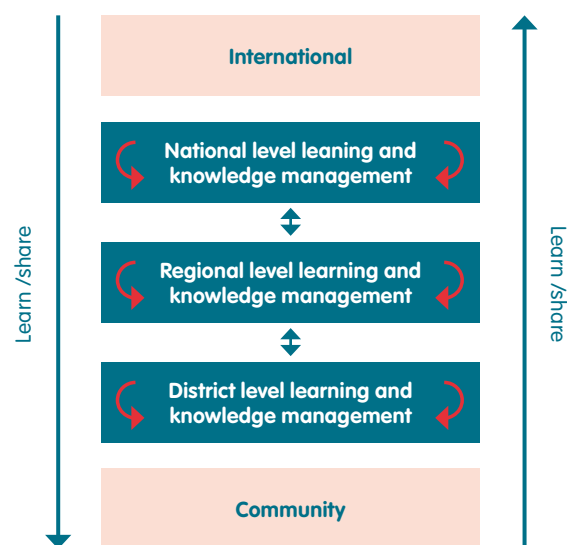 International
National level leaning and
knowledge management
Learn /share
Regional level learning and
knowledge management
Learn /share
District level learning and
knowledge management
Community